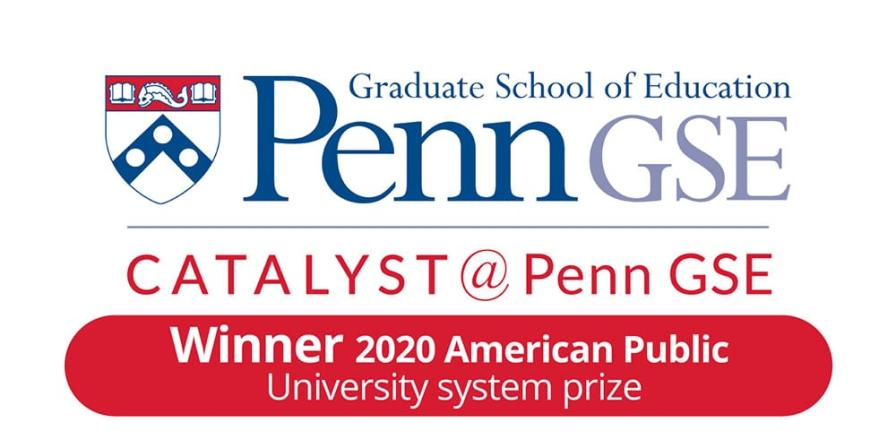 Graduate School of Education
Penn GSE
CATALYST@Penn GSE
Winner 2020 American Public
University system prize